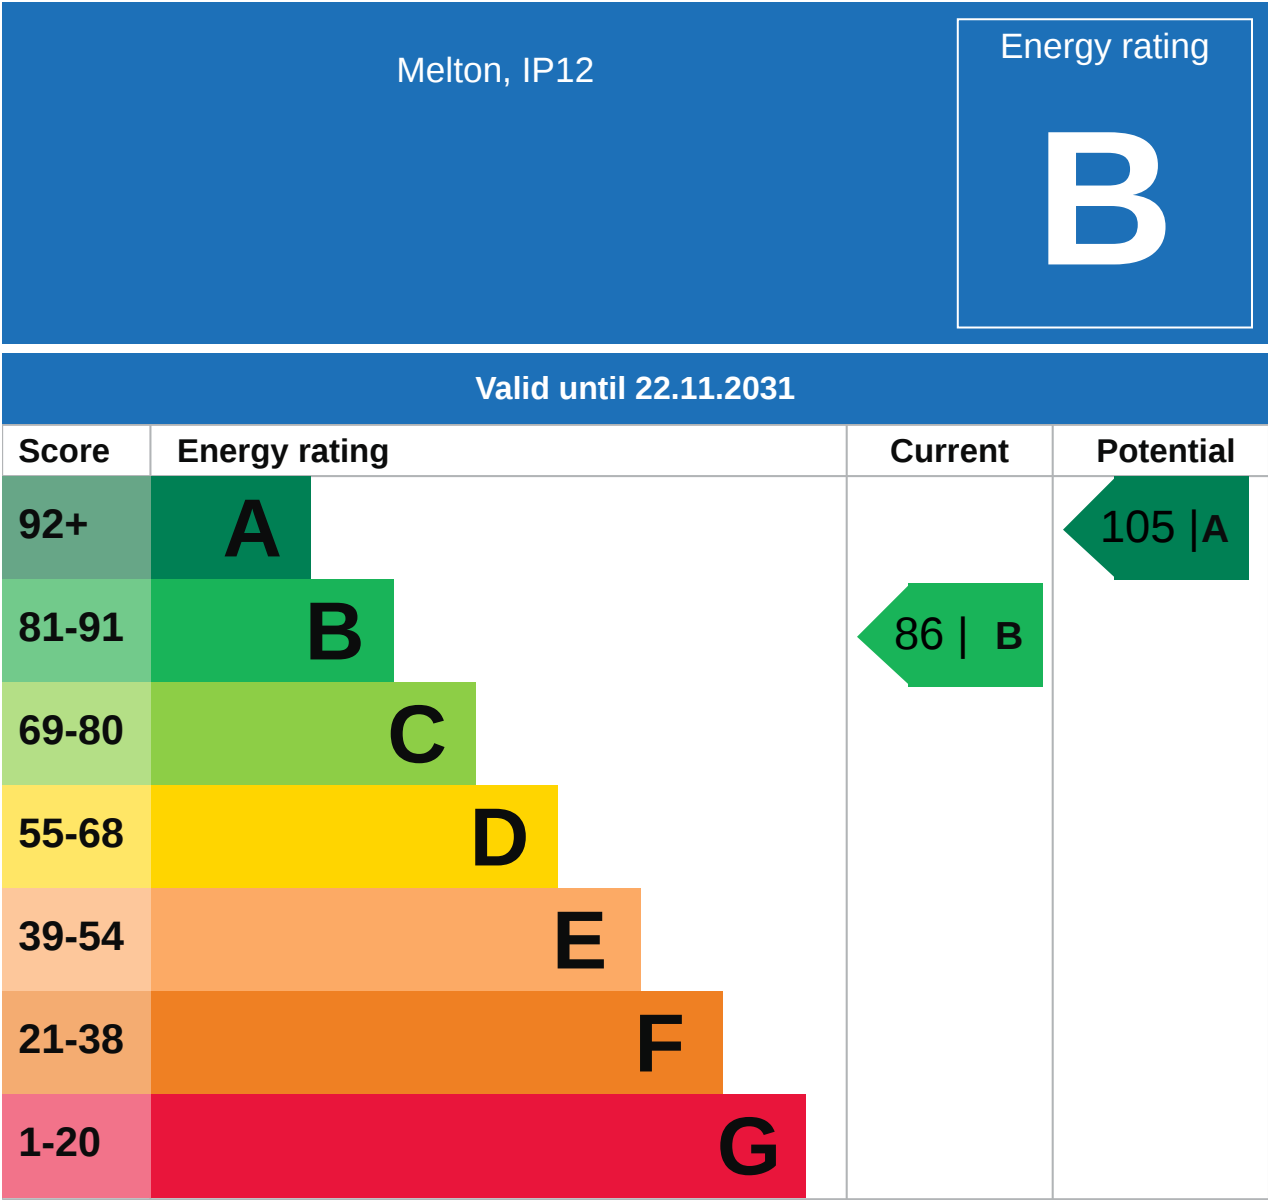 Melton, IP12
Energy rating
B
Valid until 22.11.2031
Score Energy rating Current Potential
92+ A 105 | A
81-91 B 86 | B
69-80 C
55-68 D
39-54 E
21-38 F
1-20 G